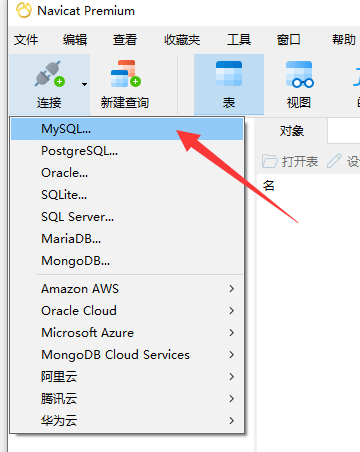 Navicat Premium
文件 编辑 查看 收藏夹 工具 窗口 帮助
连接 新建查询 表 视图
对象
打开表
名
MySQL...
PostgreSQL...
Oracle...
SQLite...
SQL Server...
MariaDB...
MongoDB...
Amazon AWS
Oracle Cloud
Microsoft Azure
MongoDB Cloud Services
阿里云
腾讯云
华为云